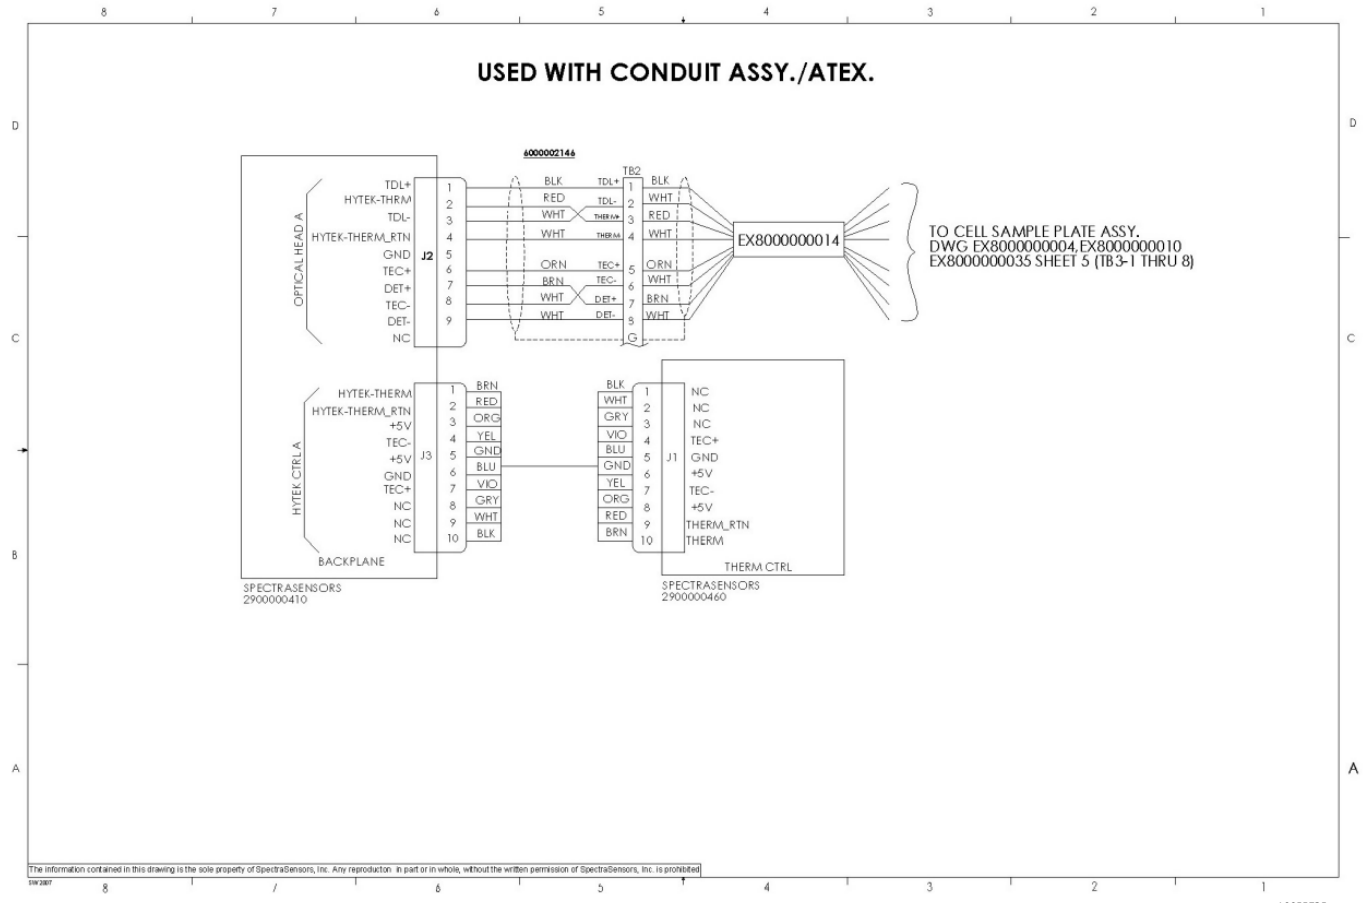 8 7 6 5 4 3 2 1
USED WITH CONDUIT ASSY./ATEX.
D D
6000002146
TB2
TDL+ 1 BLK TDL+ 1 BLK
HYTEK-THRM 2 RED TDL- 2 WHT
TDL- 3 WHT THERM+ 3 RED
HYTEK-THERM_RTN 4 WHT 4 WHT
GND 5
TEC+ 6 ORN TEC+ 5 ORN
DET+ 7 BRN TEC- 6 WHT
TEC- 8 WHT DET+ 7 BRN
DET- 9 WHT DET- 8 WHT
NC G
OPTICAL HEAD A
J2
EX8000000014
TO CELL SAMPLE PLATE ASSY.
DWG EX8000000004,EX8000000010
EX8000000035 SHEET 5 (TB3-1 THRU 8)
C C
HYTEK-THERM 1 BRN
HYTEK-THERM_RTN 2 RED
+5V 3 ORG
TEC- 4 YEL
+5V 5 GND
GND 6 BLU
TEC+ 7 VIO
NC 8 GRY
NC 9 WHT
NC 10 BLK
HYTEK CTRL A
J3
BACKPLANE
SPECTRASENSORS
2900000410
BLK 1 NC
WHT 2 NC
GRY 3 NC
VIO 4 TEC+
BLU 5 GND
GND 6 +5V
YEL 7 TEC-
ORG 8 +5V
RED 9 THERM_RTN
BRN 10 THERM
J1
THERM CTRL
SPECTRASENSORS
2900000460
B B
A A
The information contained in this drawing is the sole property of SpectraSensors, Inc. Any reproducton in part or in whole, without the written permission of SpectraSensors, Inc. is prohibited
SW2007
8 7 6 5 4 3 2 1